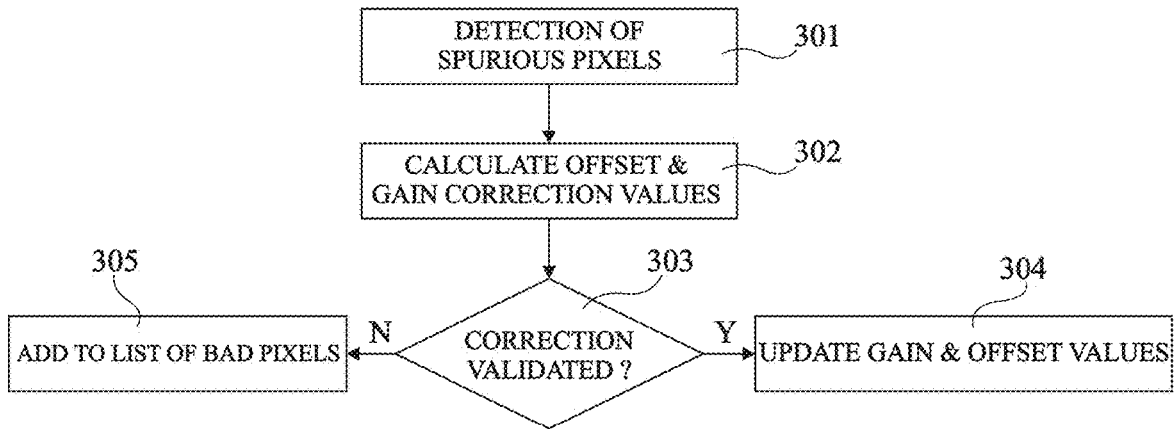 DETECTION OF
SPURIOUS PIXELS
301
CALCULATE OFFSET &
GAIN CORRECTION VALUES
302
303
CORRECTION
VALIDATED ?
N
Y
305
ADD TO LIST OF BAD PIXELS
304
UPDATE GAIN & OFFSET VALUES